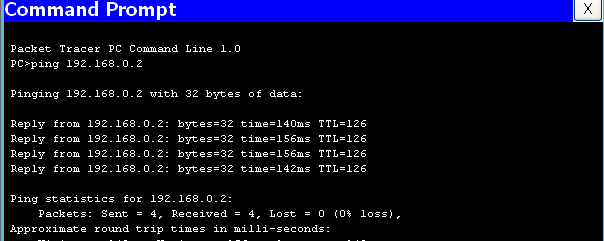 Command Prompt
X
Packet Tracer PC Command Line 1.0
PC>ping 192.168.0.2
Pinging 192.168.0.2 with 32 bytes of data:
Reply from 192.168.0.2: bytes=32 time=140ms TTL=126
Reply from 192.168.0.2: bytes=32 time=156ms TTL=126
Reply from 192.168.0.2: bytes=32 time=156ms TTL=126
Reply from 192.168.0.2: bytes=32 time=142ms TTL=126
Ping statistics for 192.168.0.2:
Packets: Sent = 4, Received = 4, Lost = 0 (0% loss),
Approximate round trip times in milli-seconds: